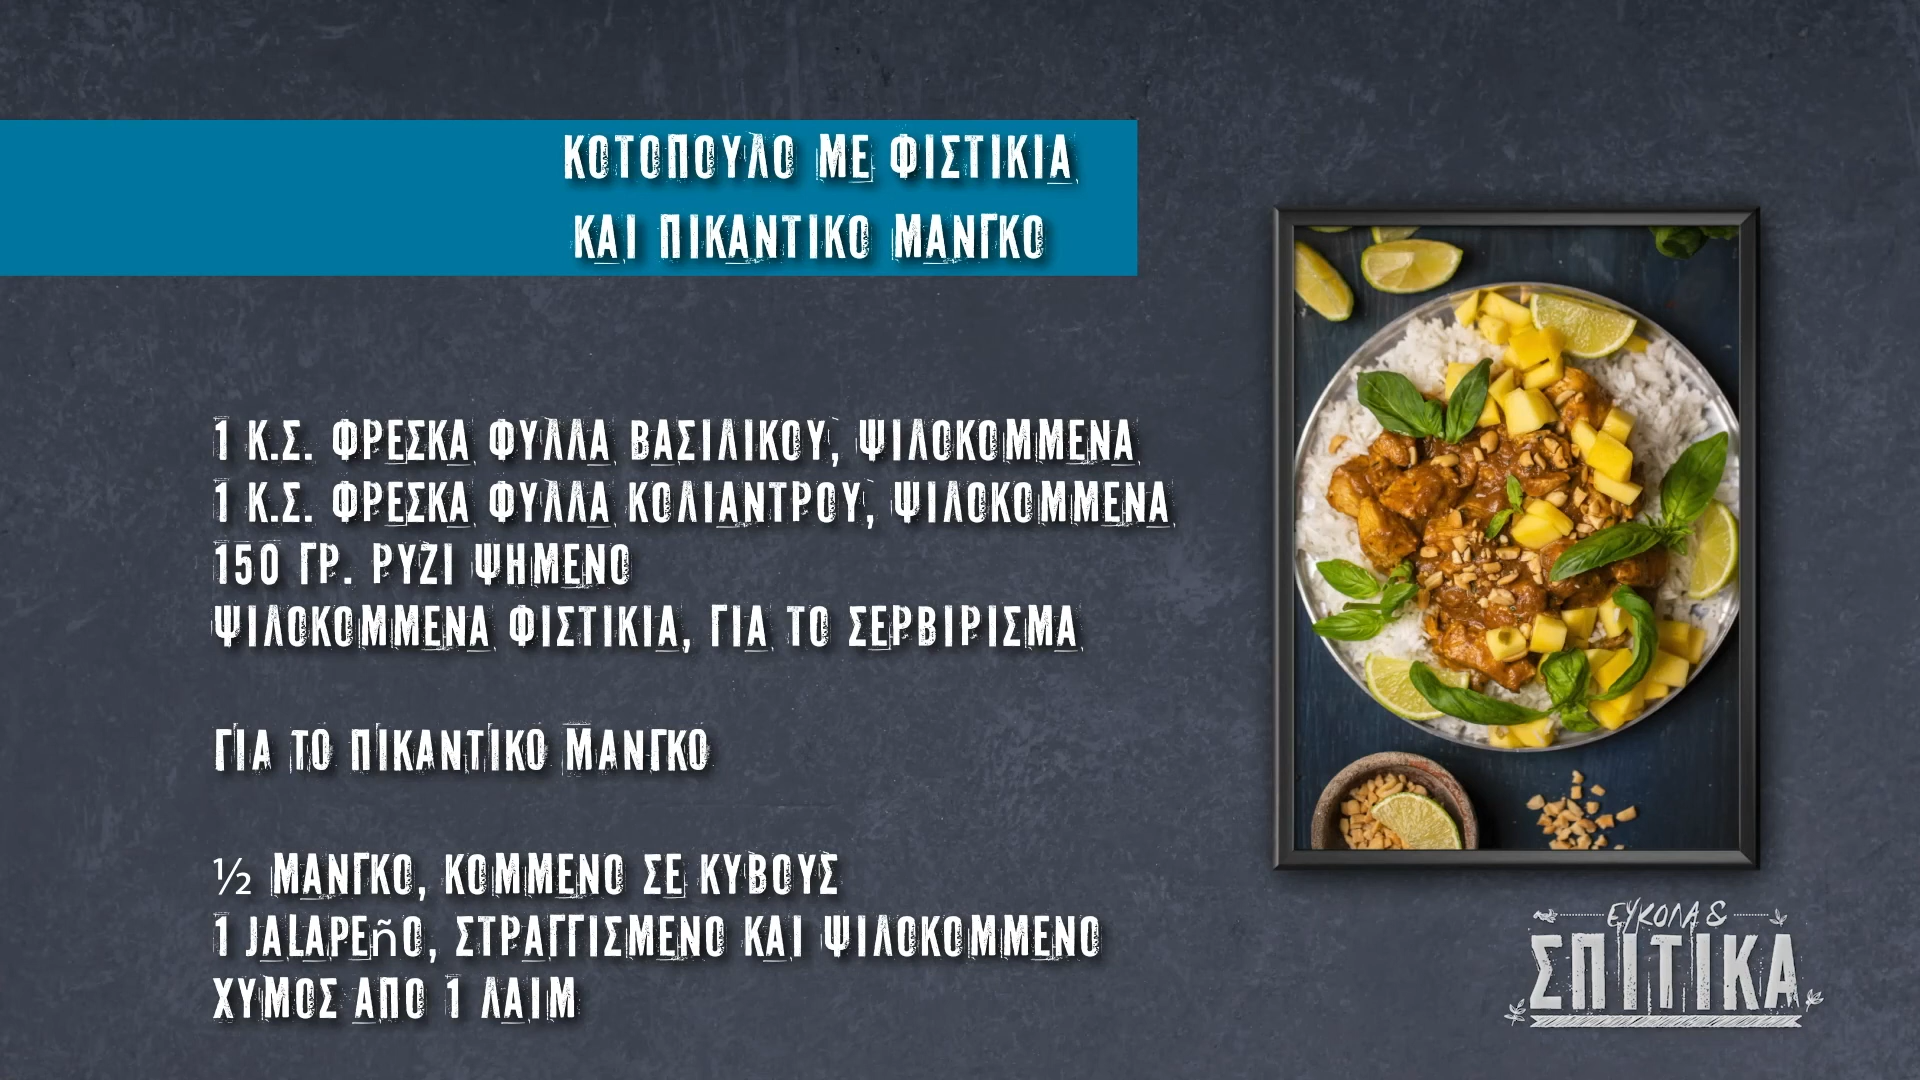 ΚΟΤΟΠΟΥΛΟ ΜΕ ΦΙΣΤΙΚΙΑ
ΚΑΙ ΠΙΚΑΝΤΙΚΟ ΜΑΝΓΚΟ
1 Κ.Σ. ΦΡΕΣΚΑ ΦΥΛΛΑ ΒΑΣΙΛΙΚΟΥ, ΨΙΛΟΚΟΜΜΕΝΑ
1 Κ.Σ. ΦΡΕΣΚΑ ΦΥΛΛΑ ΚΟΛΙΑΝΤΡΟΥ, ΨΙΛΟΚΟΜΜΕΝΑ
150 ΓΡ. ΡΥΖΙ ΨΗΜΕΝΟ
ΨΙΛΟΚΟΜΜΕΝΑ ΦΙΣΤΙΚΙΑ, ΓΙΑ ΤΟ ΣΕΡΒΙΡΙΣΜΑ
ΓΙΑ ΤΟ ΠΙΚΑΝΤΙΚΟ ΜΑΝΓΚΟ
½ ΜΑΝΓΚΟ, ΚΟΜΜΕΝΟ ΣΕ ΚΥΒΟΥΣ
1 JALAPEñO, ΣΤΡΑΓΓΙΣΜΕΝΟ ΚΑΙ ΨΙΛΟΚΟΜΜΕΝΟ
ΧΥΜΟΣ ΑΠΟ 1 ΛΑΙΜ
ΕΥΚΟΛΑ &
ΣΠΙΤΙΚΑ